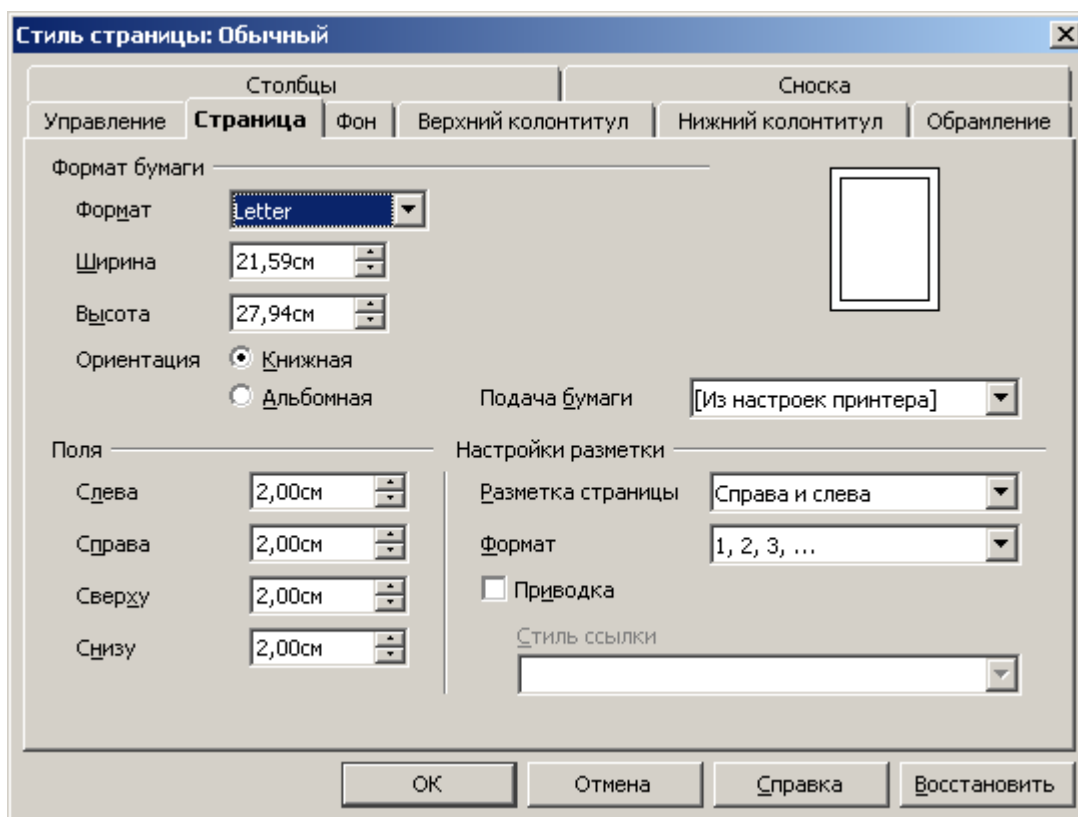 Стиль страницы: Обычный
Столбцы Сноска
Управление Страница Фон Верхний колонтитул Нижний колонтитул Обрамление
Формат бумаги
Формат Letter
Ширина 21,59см
Высота 27,94см
Ориентация Книжная
Альбомная Подача бумаги [Из настроек принтера]
Поля Настройки разметки
Слева 2,00см Разметка страницы Справа и слева
Справа 2,00см Формат 1, 2, 3, ...
Сверху 2,00см Приводка
Снизу 2,00см Стиль ссылки
ОК Отмена Справка Восстановить